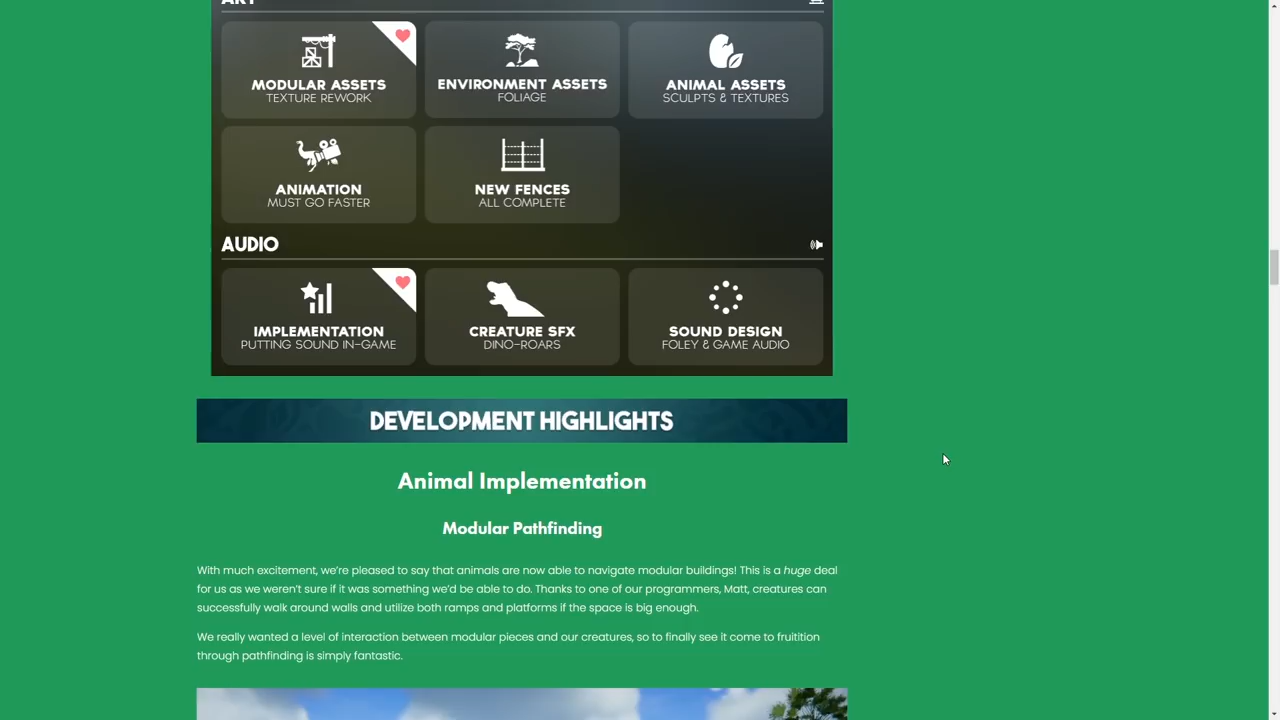 ART
MODULAR ASSETS
TEXTURE REWORK
ENVIRONMENT ASSETS
FOLIAGE
ANIMAL ASSETS
SCULPTS & TEXTURES
ANIMATION
MUST GO FASTER
NEW FENCES
ALL COMPLETE
AUDIO
IMPLEMENTATION
PUTTING SOUND IN-GAME
CREATURE SFX
DINO-ROARS
SOUND DESIGN
FOLEY & GAME AUDIO
DEVELOPMENT HIGHLIGHTS
Animal Implementation
Modular Pathfinding
With much excitement, we're pleased to say that animals are now able to navigate modular buildings! This is a huge deal
for us as we weren't sure if it was something we'd be able to do. Thanks to one of our programmers, Matt, creatures can
successfully walk around walls and utilize both ramps and platforms if the space is big enough.
We really wanted a level of interaction between modular pieces and our creatures, so to finally see it come to fruitition
through pathfinding is simply fantastic.